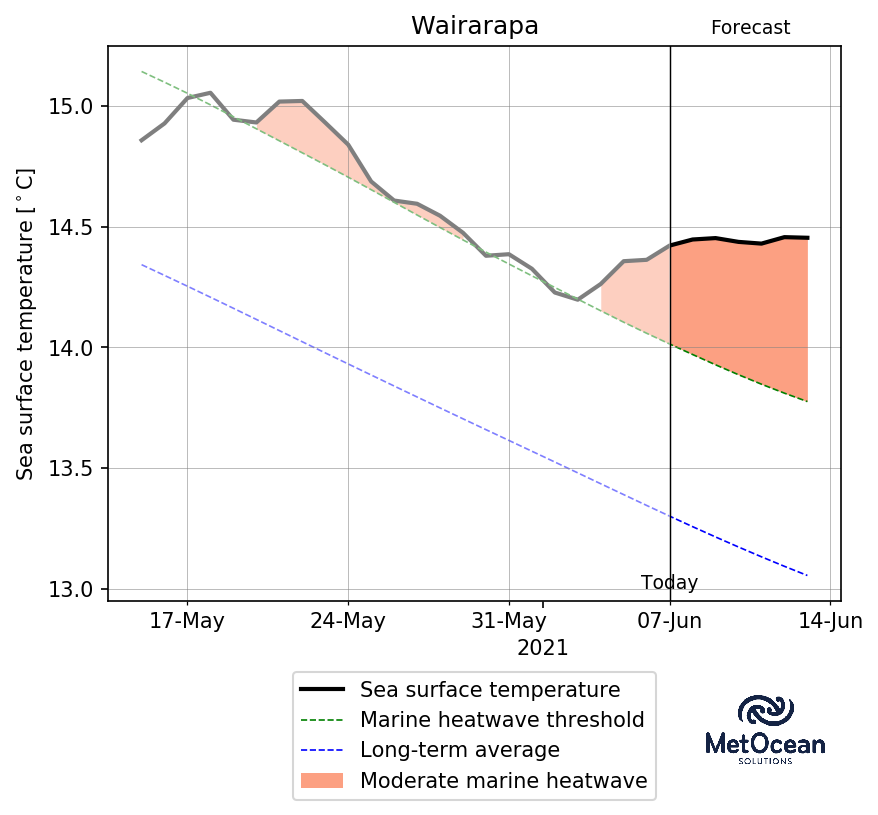 Wairarapa
Forecast
Sea surface temperature [°C]
15.0
14.5
14.0
13.5
13.0
Today
17-May
24-May
31-May
07-Jun
14-Jun
2021
Sea surface temperature
Marine heatwave threshold
Long-term average
Moderate marine heatwave
MetOcean
SOLUTIONS